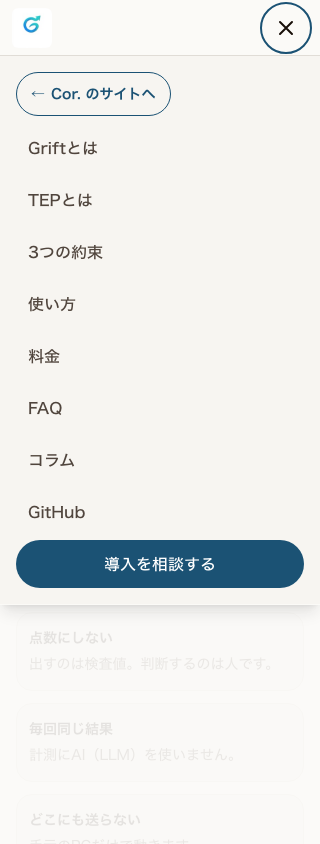 ← Cor. のサイトへ
Griftとは
TEPとは
3つの約束
使い方
料金
FAQ
コラム
GitHub
導入を相談する
点数にしない
出すのは検査値。判断するのは人です。
毎回同じ結果
計測にAI（LLM）を使いません。
どこにも送らない